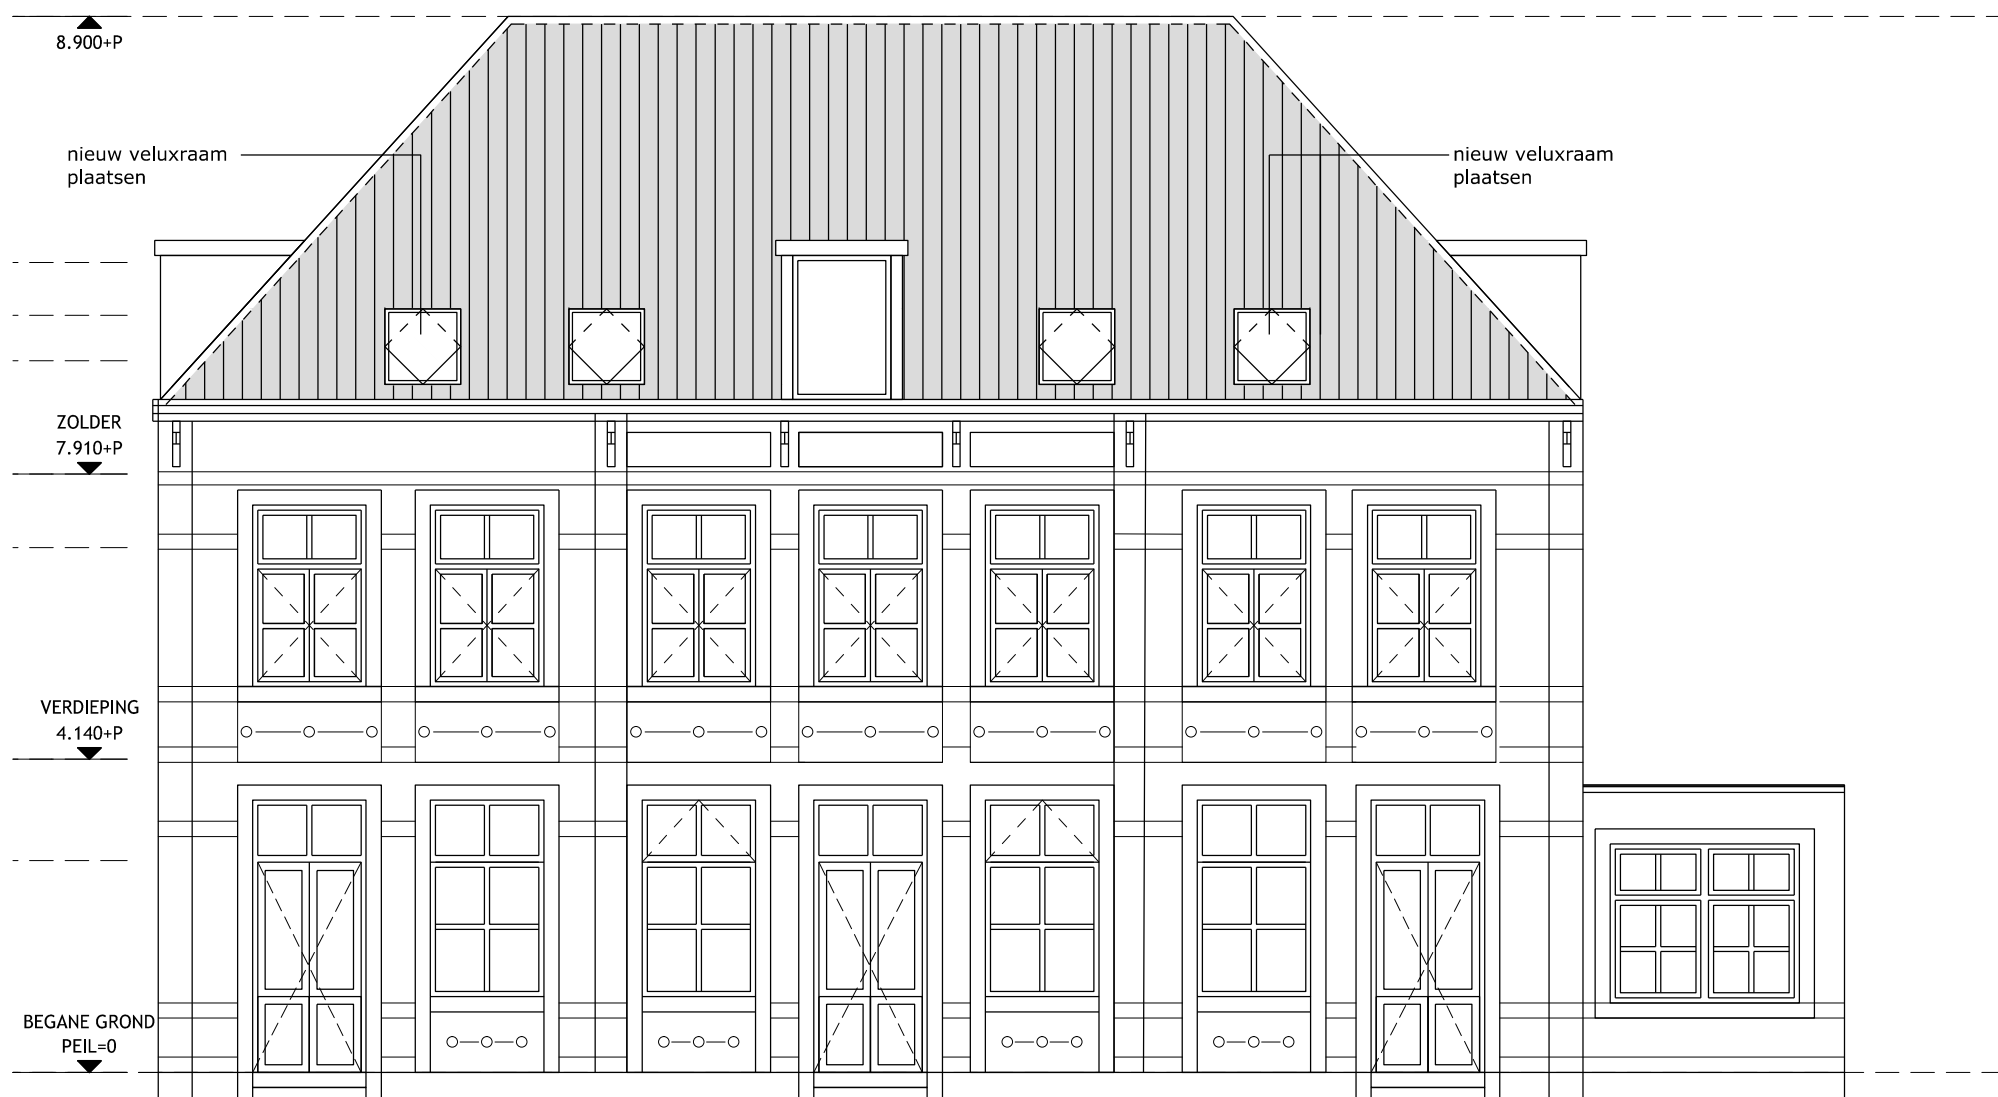 8.900+P
nieuw veluxraam
plaatsen
nieuw veluxraam
plaatsen
ZOLDER
7.910+P
VERDIEPING
4.140+P
BEGANE GROND
PEIL=0